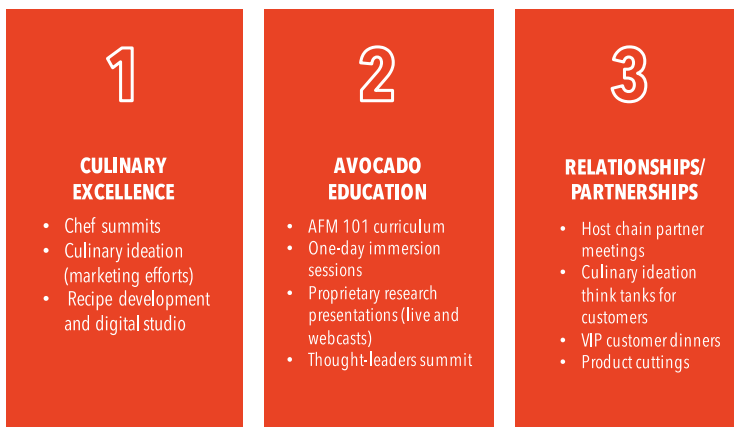 1
CULINARY
EXCELLENCE
• Chef summits
• Culinary ideation
(marketing efforts)
• Recipe development
and digital studio
2
AVOCADO
EDUCATION
• AFM 101 curriculum
• One-day immersion
sessions
• Proprietary research
presentations (live and
webcasts)
• Thought-leaders summit
3
RELATIONSHIPS/
PARTNERSHIPS
• Host chain partner
meetings
• Culinary ideation
think tanks for
customers
• VIP customer dinners
• Product cuttings